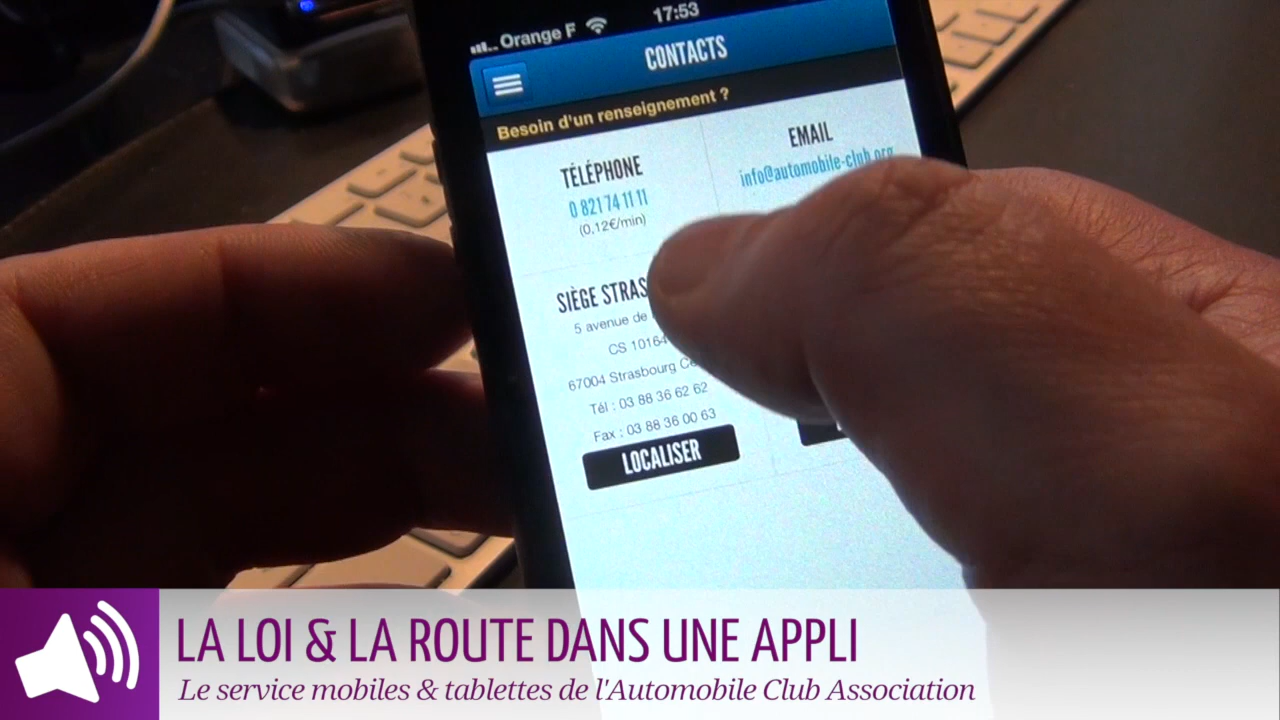 Orange F 17:53
CONTACTS
Besoin d'un renseignement ?
TÉLÉPHONE
0 821 74 11 11
(0,12€/min)
EMAIL
info@automobile-club.org
SIÈGE
5 avenue de
CS 10164
67004 Strasbourg
Tél : 03 88 36 62 62
Fax : 03 88 36 00 63
LOCALISER
LA LOI & LA ROUTE DANS UNE APPLI
Le service mobiles & tablettes de l'Automobile Club Association